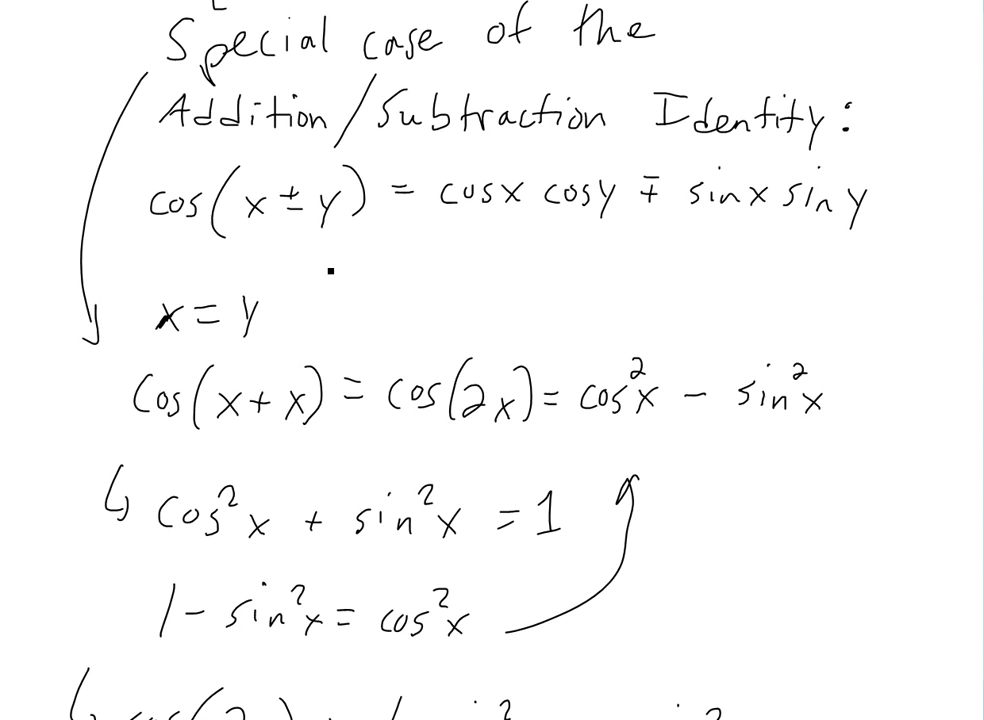 Special case of the
Addition/Subtraction Identity:
cos(x ± y) = cosx cosy ∓ sinx siny
x = y
Cos(x + x) = cos(2x) = cos²x - sin²x
↳ Cos²x + sin²x = 1
1 - sin²x = cos²x